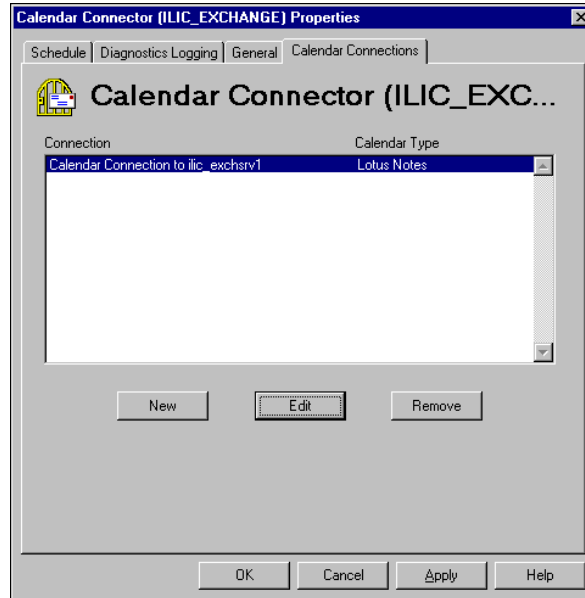 Calendar Connector (ILIC_EXCHANGE) Properties
Schedule Diagnostics Logging General Calendar Connections
Calendar Connector (ILIC_EXC...
Connection Calendar Type
Calendar Connection to ilic_exchsrv1 Lotus Notes
New Edit Remove
OK Cancel Apply Help